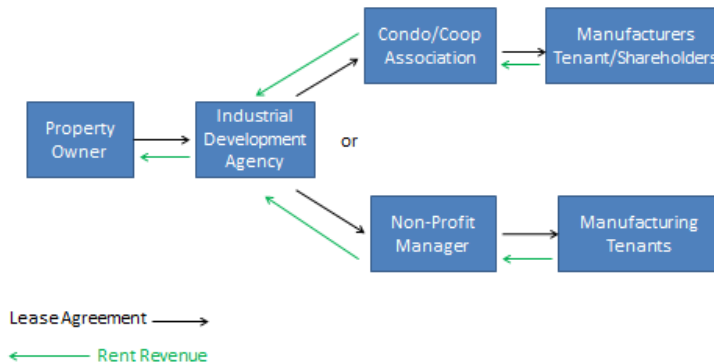 Condo/Coop
Association
Manufacturers
Tenant/Shareholders
Property
Owner
Industrial
Development
Agency
or
Non-Profit
Manager
Manufacturing
Tenants
Lease Agreement
Rent Revenue